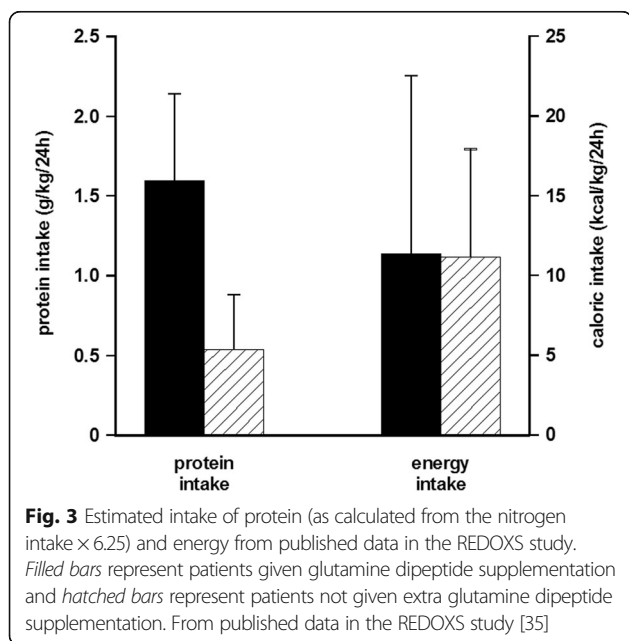 2.5
2.0
1.5
1.0
0.5
0
protein intake (g/kg/24h)
25
20
15
10
5
0
caloric intake (kcal/kg/24h)
protein
intake
energy
intake
Fig. 3 Estimated intake of protein (as calculated from the nitrogen
intake × 6.25) and energy from published data in the REDOXS study.
Filled bars represent patients given glutamine dipeptide supplementation
and hatched bars represent patients not given extra glutamine dipeptide
supplementation. From published data in the REDOXS study [35]